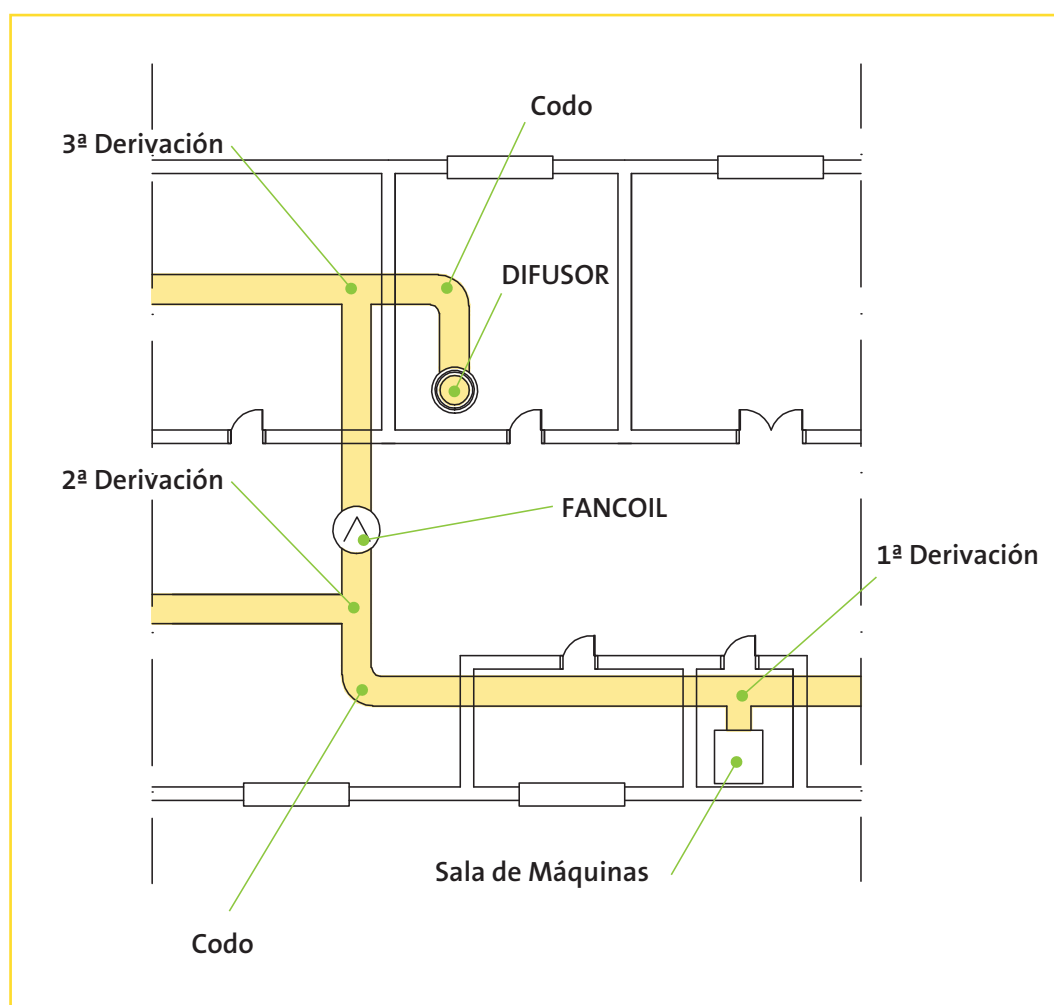 Codo
3ª Derivación
DIFUSOR
2ª Derivación
FANCOIL
1ª Derivación
Sala de Máquinas
Codo